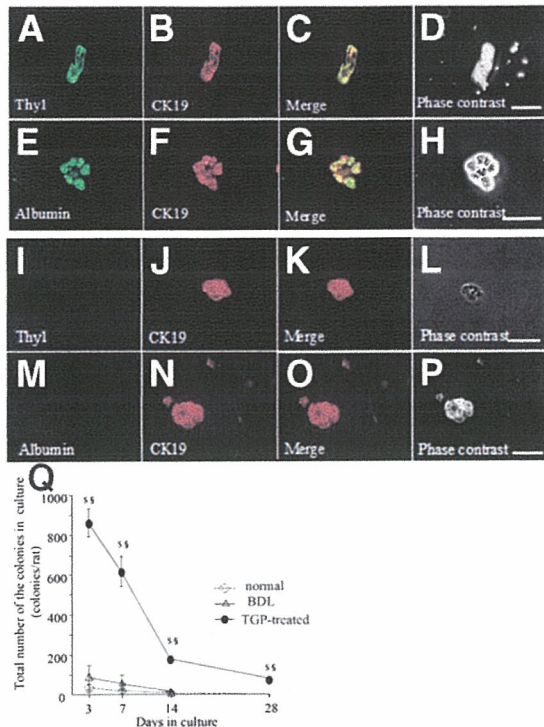 A B C D
Thy1 CK19 Merge Phase contrast
E F G H
Albumin CK19 Merge Phase contrast
I J K L
Thy1 CK19 Merge Phase contrast
M N O P
Albumin CK19 Merge Phase contrast
Q
Total number of the colonies in culture
(colonies/rat)
1000
800
600
400
200
0
$$
$$
$$
$$
normal
BDL
TGP-treated
3 7 14 28
Days in culture